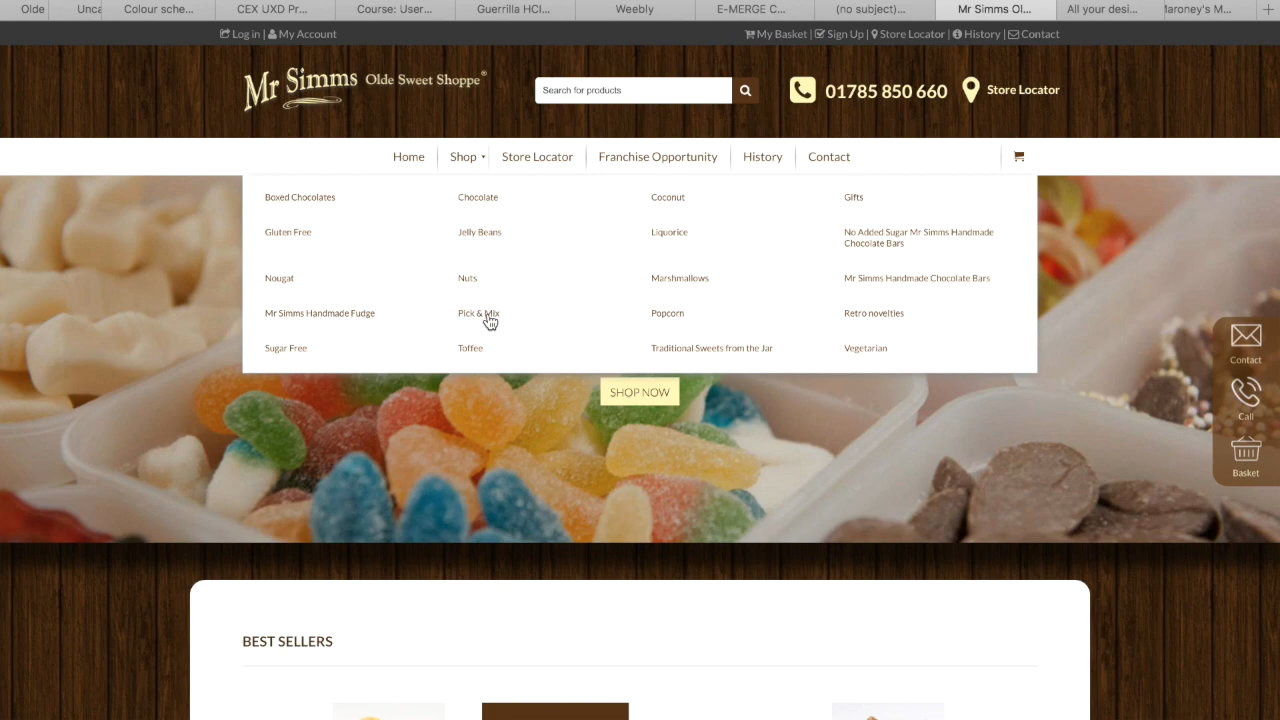 Olde
Unca
Colour sche...
CEX UXD Pr...
Course: User...
Guerrilla HCI...
Weebly
E-MERGE C...
(no subject)...
Mr Simms Ol...
All your desi...
Maroney's M...
Log in | My Account
My Basket | Sign Up | Store Locator | History | Contact
Mr Simms Olde Sweet Shoppe®
Search for products
01785 850 660
Store Locator
Home Shop Store Locator Franchise Opportunity History Contact
Boxed Chocolates Chocolate Coconut Gifts
Gluten Free Jelly Beans Liquorice No Added Sugar Mr Simms Handmade
Chocolate Bars
Nougat Nuts Marshmallows Mr Simms Handmade Chocolate Bars
Mr Simms Handmade Fudge Pick & Mix Popcorn Retro novelties
Sugar Free Toffee Traditional Sweets from the Jar Vegetarian
SHOP NOW
Contact
Call
Basket
BEST SELLERS